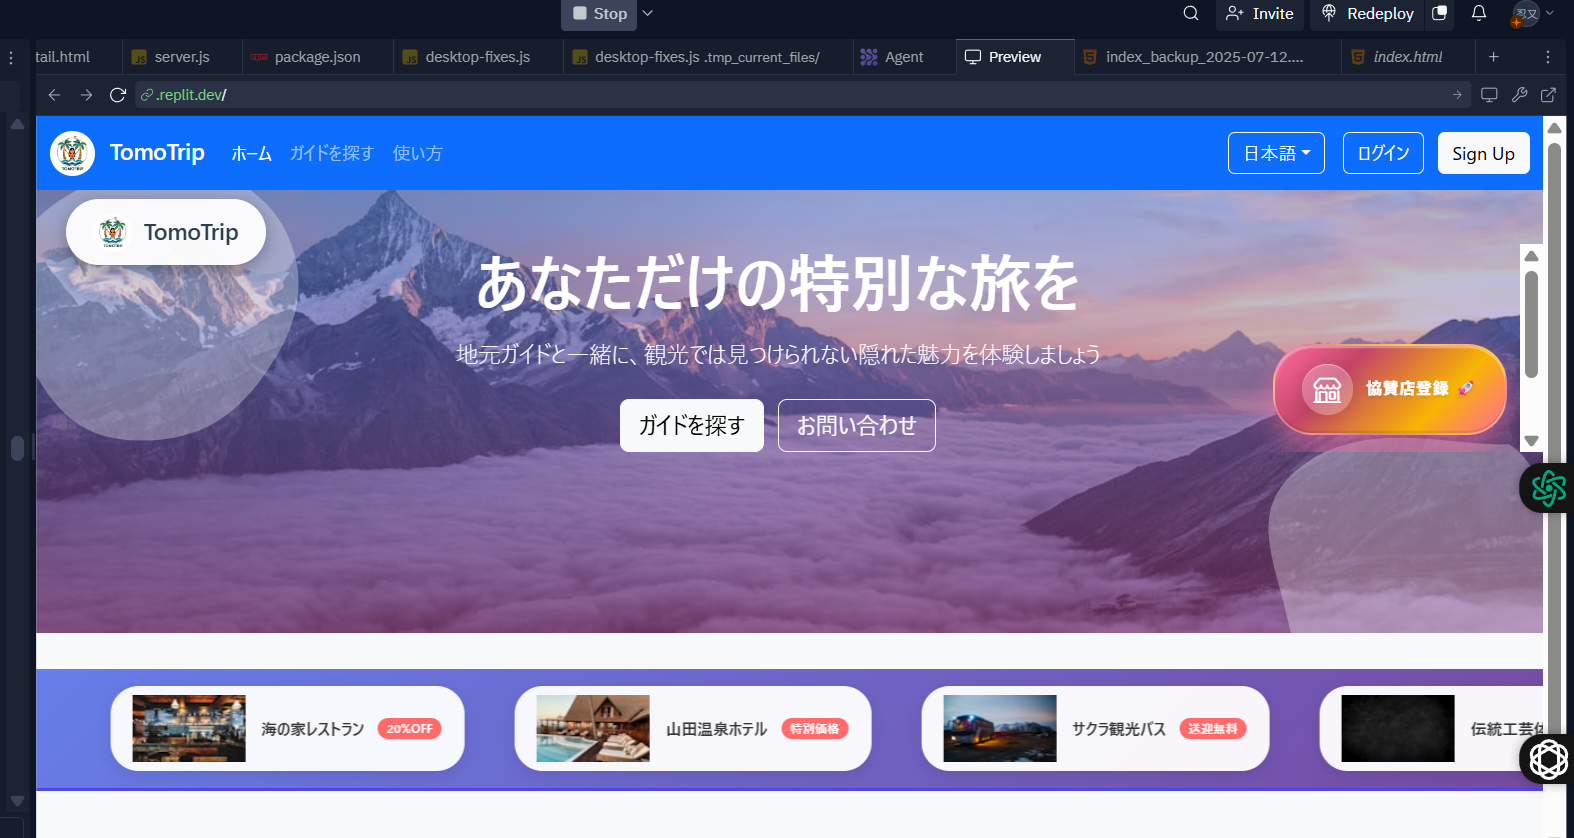 Stop
Invite
Redeploy
tail.html
server.js
package.json
desktop-fixes.js
desktop-fixes.js .tmp_current_files/
Agent
Preview
index_backup_2025-07-12....
index.html
.replit.dev/
TomoTrip
ホーム
ガイドを探す
使い方
日本語
ログイン
Sign Up
TomoTrip
あなただけの特別な旅を
地元ガイドと一緒に、観光では見つけられない隠れた魅力を体験しましょう
ガイドを探す
お問い合わせ
協賛店登録 🚀
海の家レストラン
20%OFF
山田温泉ホテル
特別価格
サクラ観光バス
送迎無料
伝統工芸体